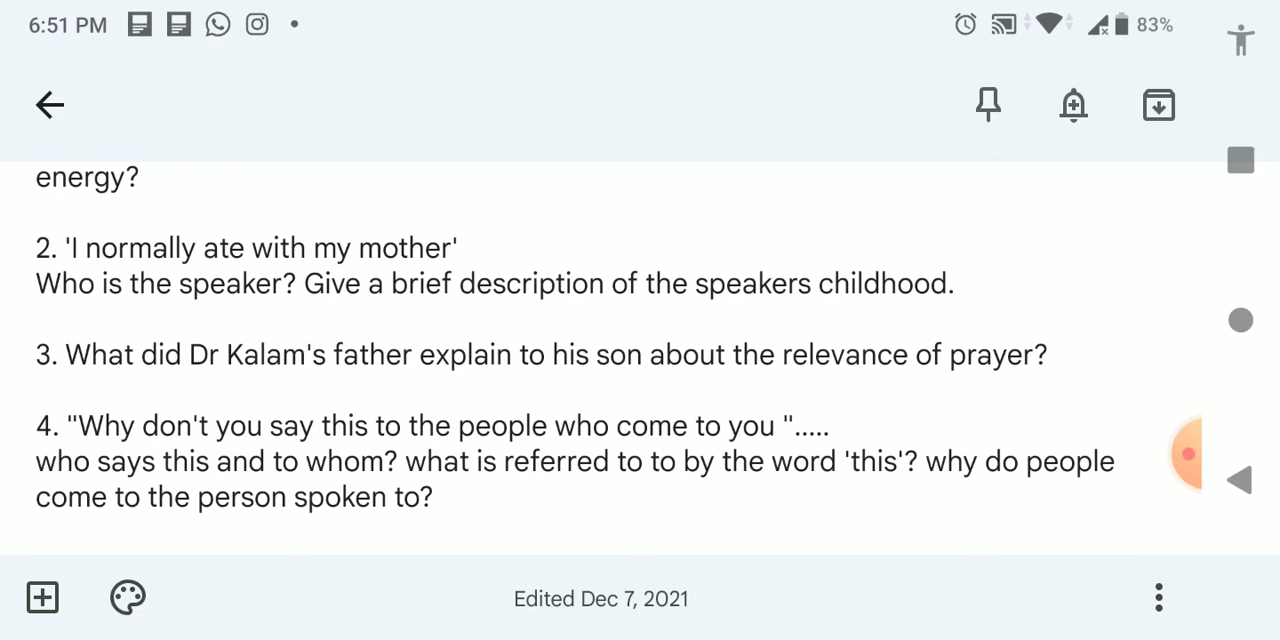 6:51 PM
83%
energy?
2. 'I normally ate with my mother'
Who is the speaker? Give a brief description of the speakers childhood.
3. What did Dr Kalam's father explain to his son about the relevance of prayer?
4. "Why don't you say this to the people who come to you ".....
who says this and to whom? what is referred to to by the word 'this'? why do people
come to the person spoken to?
Edited Dec 7, 2021